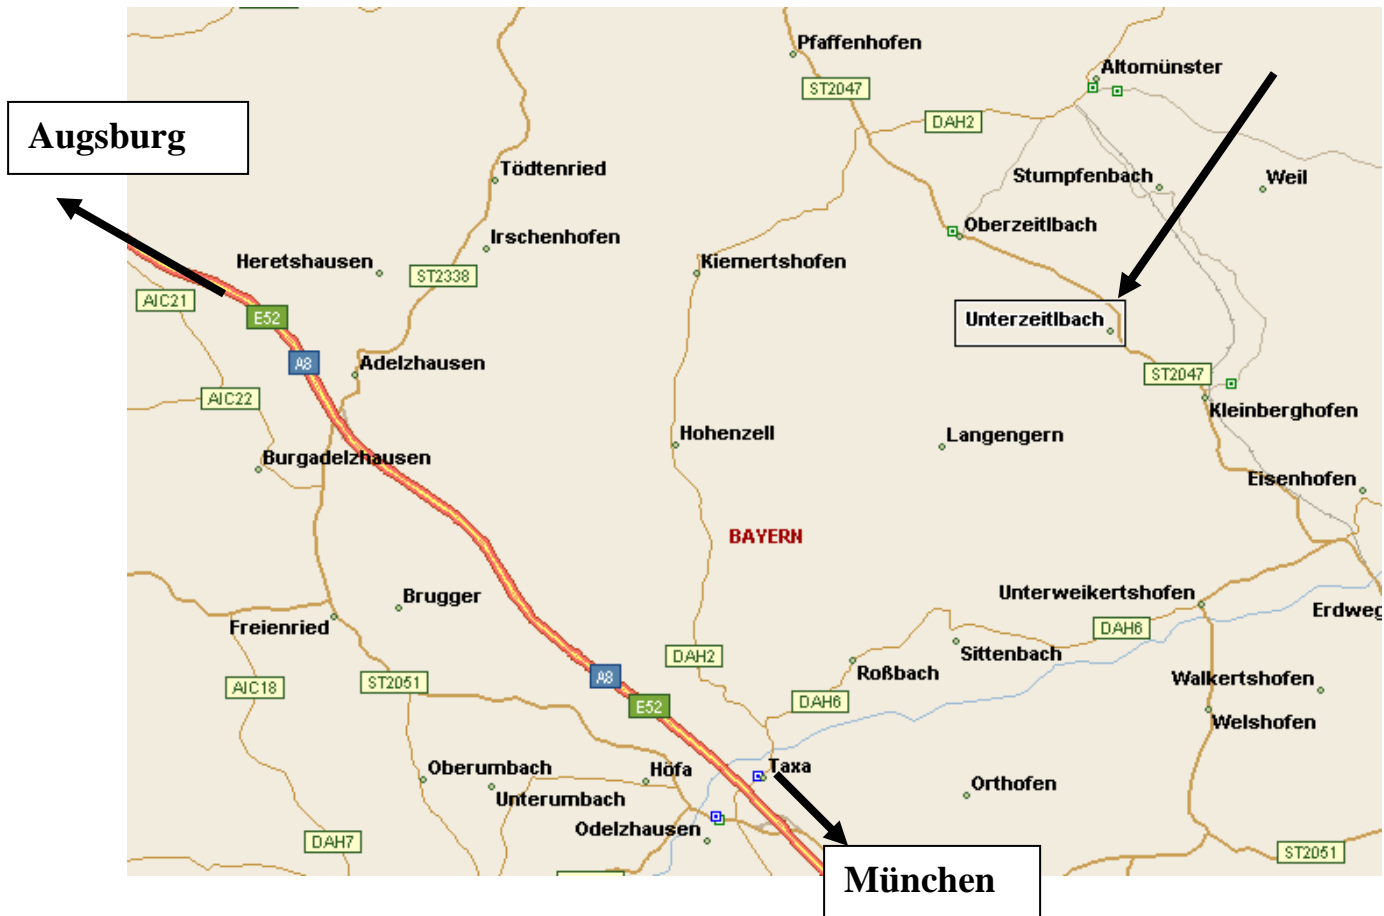 Pfaffenhofen
Altomünster
ST2047
DAH2
Augsburg
Tödtenried
Stumpfenbach
Weil
Oberzeitlbach
Irschenhofen
Heretshausen
Kiemertshofen
ST2338
AIC21
E52
Unterzeitlbach
A8
Adelzhausen
ST2047
AIC22
Kleinberghofen
Hohenzell
Langengern
Burgadelzhausen
Eisenhofen
BAYERN
Brugger
Unterweikertshofen
Erdweg
Freienried
DAH6
Sittenbach
DAH2
Roßbach
A8
Walkertshofen
ST2051
AIC18
DAH6
E52
Welshofen
Taxa
Oberumbach
Höfa
Orthofen
Unterumbach
Odelzhausen
DAH7
ST2051
München